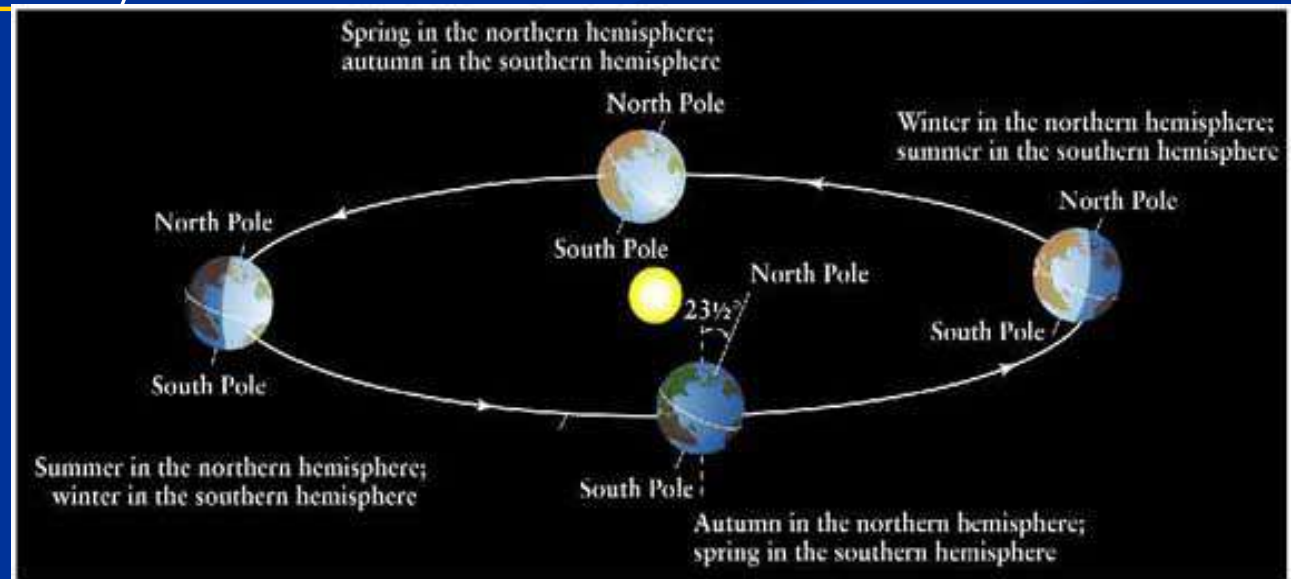 Spring in the northern hemisphere;
autumn in the southern hemisphere
North Pole
Winter in the northern hemisphere;
summer in the southern hemisphere
North Pole
North Pole
South Pole
North Pole
23½°
South Pole
South Pole
Summer in the northern hemisphere;
winter in the southern hemisphere
South Pole
Autumn in the northern hemisphere;
spring in the southern hemisphere